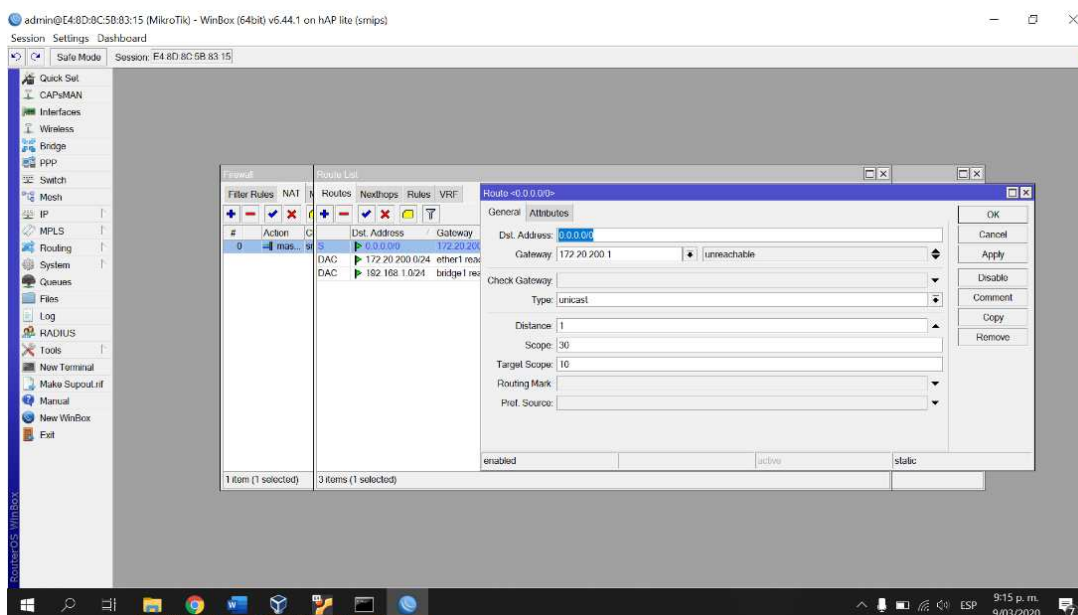 admin@E4:8D:8C:5B:83:15 (MikroTik) - WinBox (64bit) v6.44.1 on hAP lite (smips)
Session Settings Dashboard
Safe Mode Session: E4:8D:8C:5B:83:15
Quick Set
CAPsMAN
Interfaces
Wireless
Bridge
PPP
Switch
Mesh
IP
MPLS
Routing
System
Queues
Files
Log
RADIUS
Tools
New Terminal
Make Supout.rif
Manual
New WinBox
Exit
RouterOS WinBox
Firewall
Filter Rules NAT
# Action
0 mas...
1 item (1 selected)
Route List
Routes Nexthops Rules VRF
Dst. Address Gateway
S 0.0.0.0/0 172.20.200
DAC 172.20.200.0/24 ether1 reac
DAC 192.168.1.0/24 bridge1 rea
3 items (1 selected)
Route <0.0.0.0/0>
General Attributes
Dst. Address: 0.0.0.0/0
Gateway: 172.20.200.1 unreachable
Check Gateway:
Type: unicast
Distance: 1
Scope: 30
Target Scope: 10
Routing Mark:
Pref. Source:
OK
Cancel
Apply
Disable
Comment
Copy
Remove
enabled active static
ESP
9:15 p. m.
9/03/2020